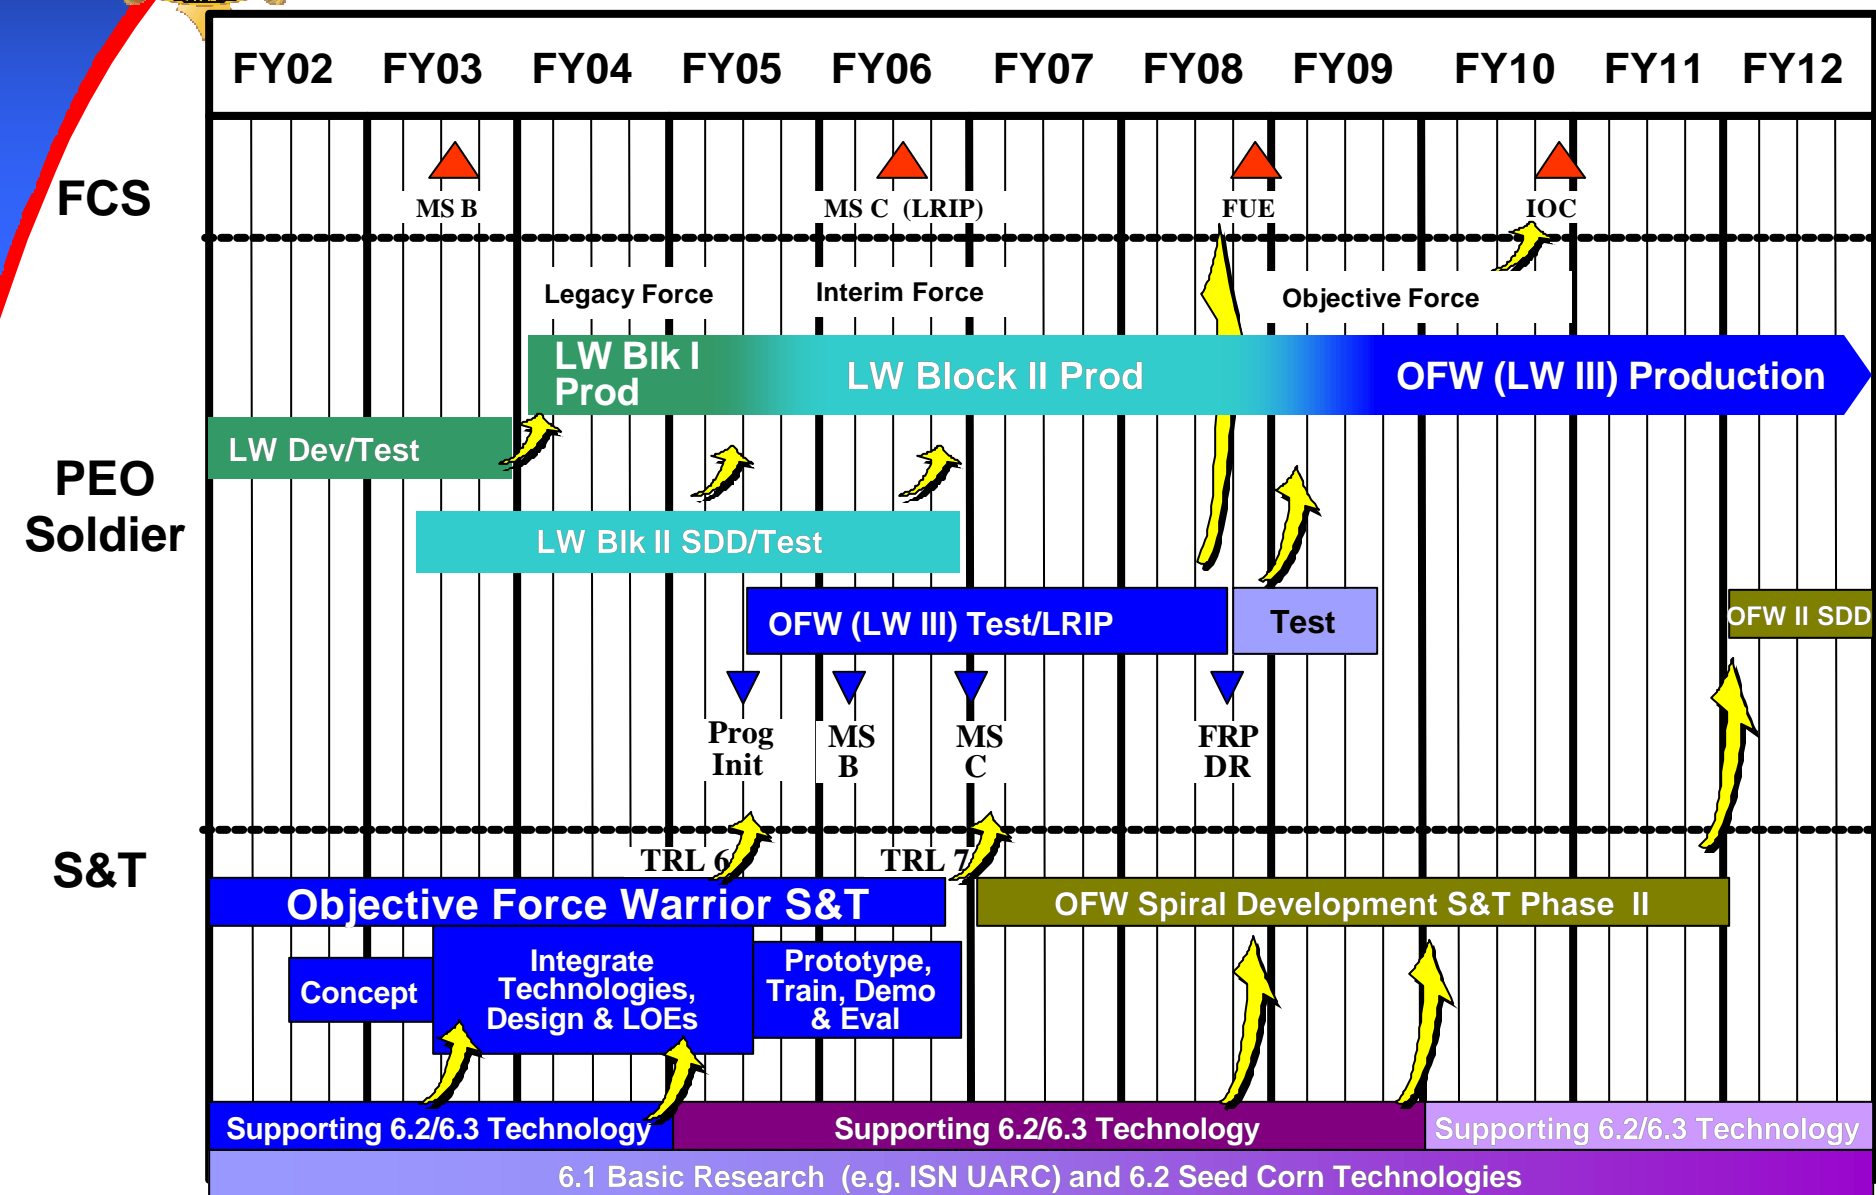 FY02 FY03 FY04 FY05 FY06 FY07 FY08 FY09 FY10 FY11 FY12
FCS
MS B
MS C (LRIP)
FUE
IOC
Legacy Force
Interim Force
Objective Force
LW Blk I
Prod
LW Block II Prod
OFW (LW III) Production
LW Dev/Test
PEO
Soldier
LW Blk II SDD/Test
OFW (LW III) Test/LRIP
Test
OFW II SDD
Prog
Init
MS
B
MS
C
FRP
DR
S&T
TRL 6
TRL 7
Objective Force Warrior S&T
OFW Spiral Development S&T Phase II
Concept
Integrate
Technologies,
Design & LOEs
Prototype,
Train, Demo
& Eval
Supporting 6.2/6.3 Technology
Supporting 6.2/6.3 Technology
Supporting 6.2/6.3 Technology
6.1 Basic Research (e.g. ISN UARC) and 6.2 Seed Corn Technologies